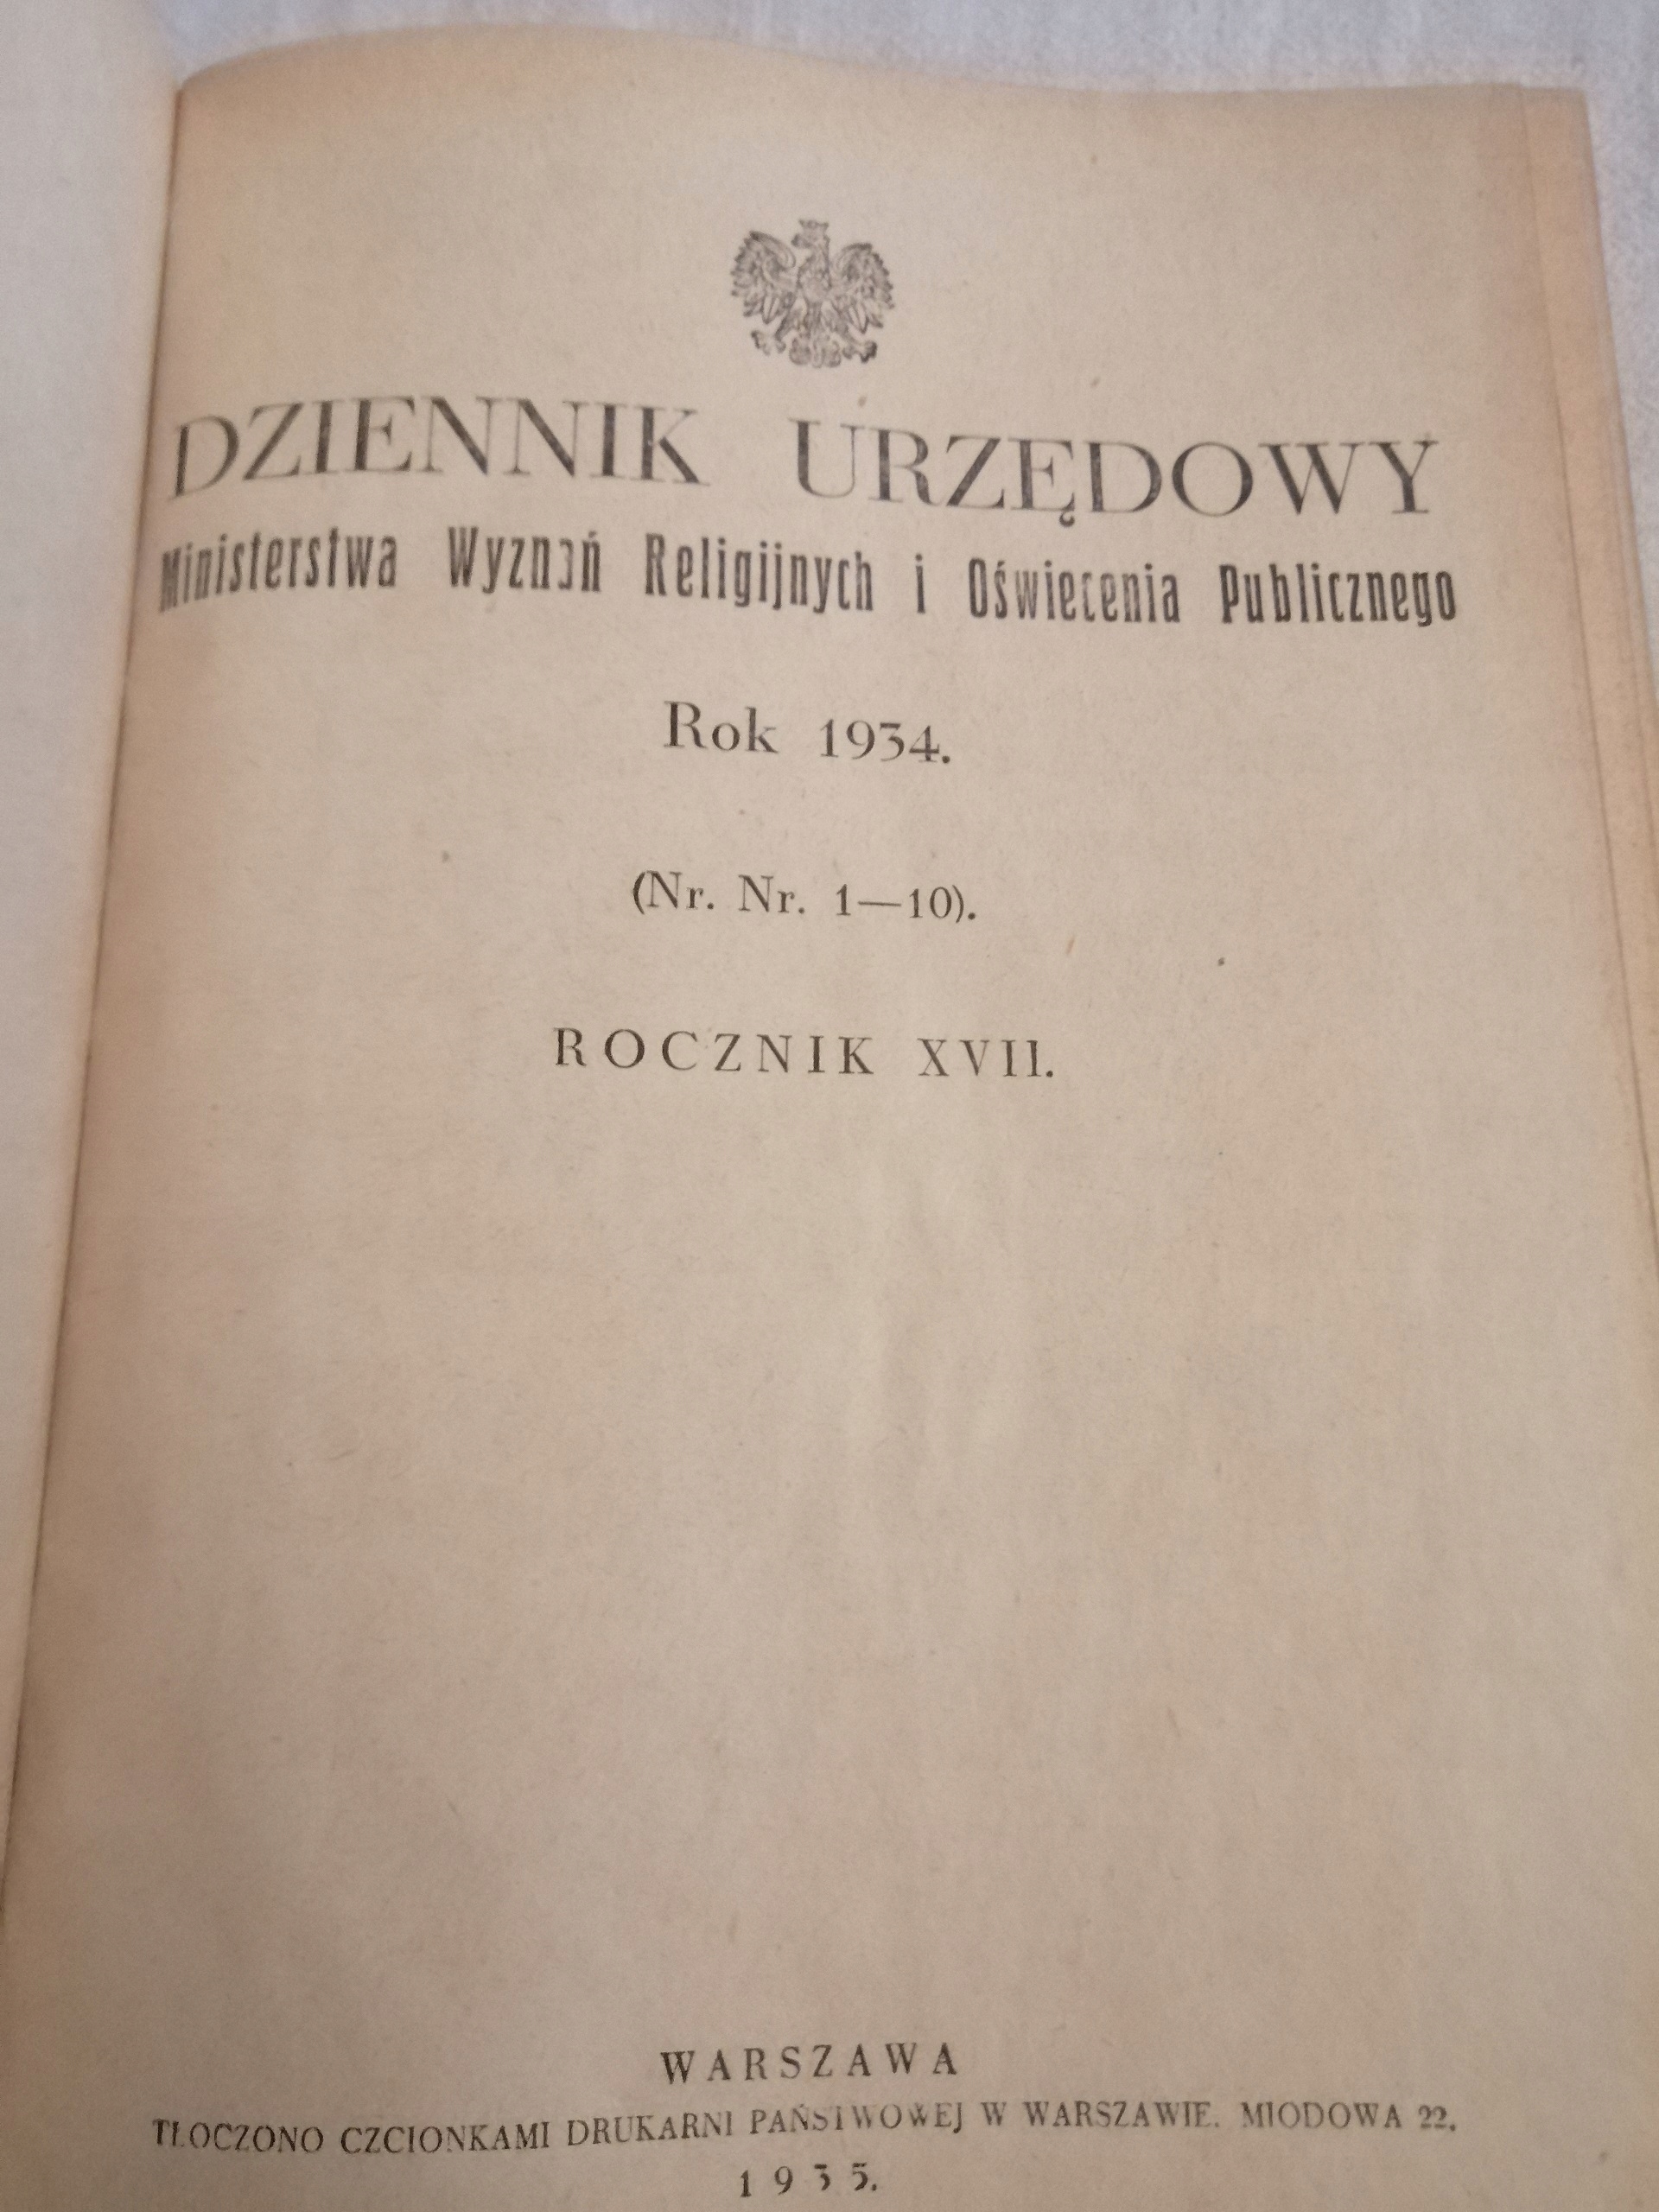 DZIENNIK URZĘDOWY
Ministerstwa Wyznań Religijnych i Oświecenia Publicznego
Rok 1934.
(Nr. Nr. 1—10).
ROCZNIK XVII.
WARSZAWA
TŁOCZONO CZCIONKAMI DRUKARNI PAŃSTWOWEJ W WARSZAWIE. MIODOWA 22.
1935.